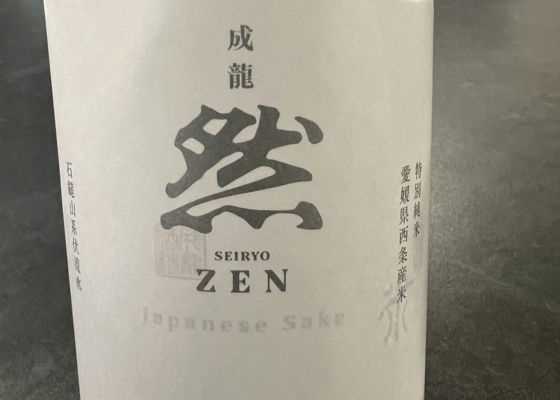 成龍
然
SEIRYO
ZEN
Japanese Sake
特別純米
愛媛県西条産米
石鎚山系伏流水